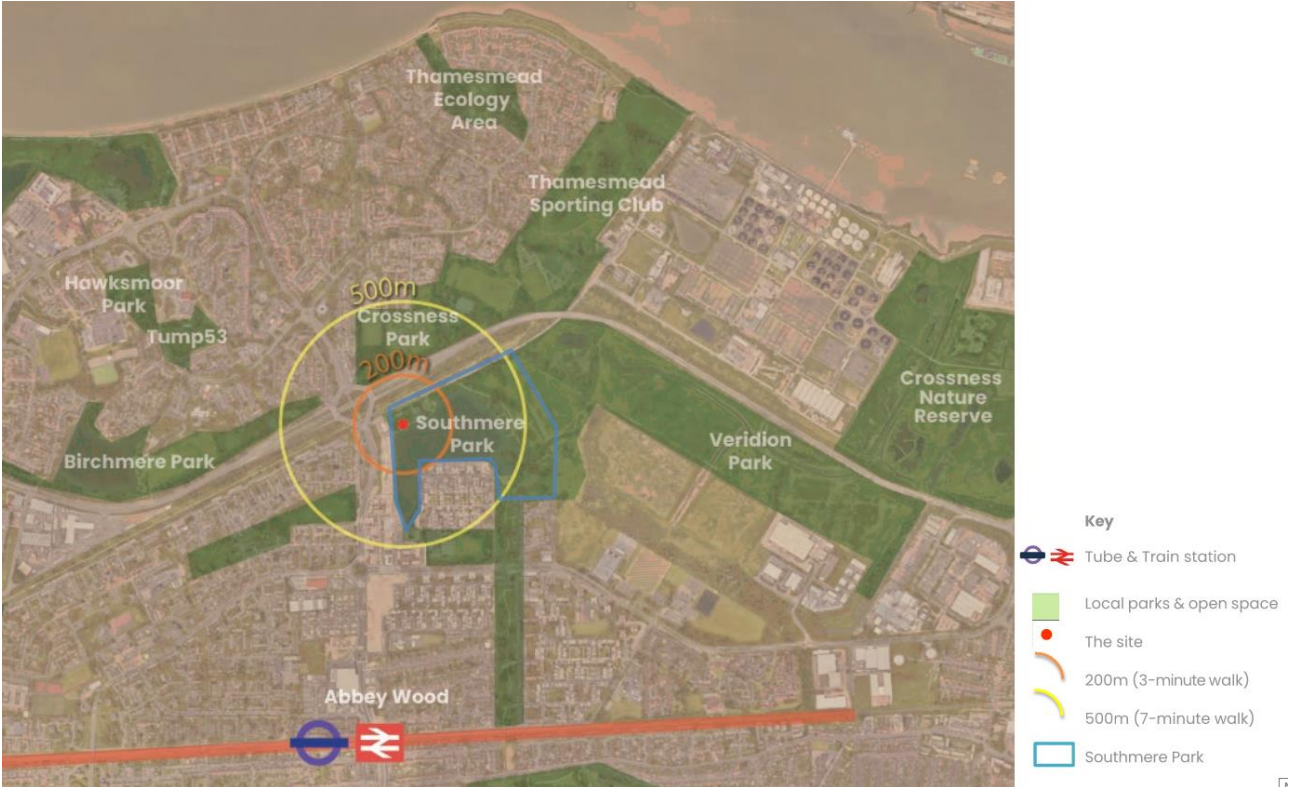 Thamesmead
Ecology
Area
Thamesmead
Sporting Club
Hawksmoor
Park
Tump53
500m
Crossness
Park
200m
Southmere
Park
Birchmere Park
Veridion
Park
Crossness
Nature
Reserve
Abbey Wood
Key
Tube & Train station
Local parks & open space
The site
200m (3-minute walk)
500m (7-minute walk)
Southmere Park